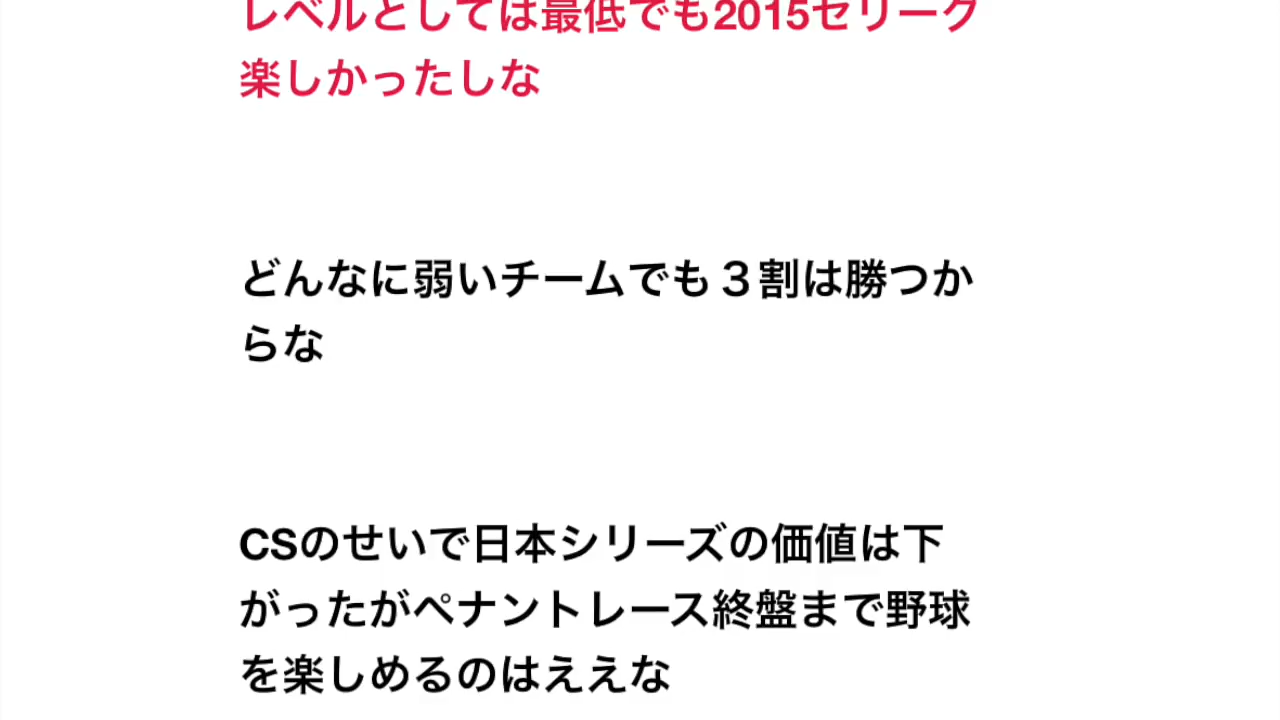 レベルとしては最低でも2015セリーグ
楽しかったしな
どんなに弱いチームでも３割は勝つか
らな
CSのせいで日本シリーズの価値は下
がったがペナントレース終盤まで野球
を楽しめるのはええな